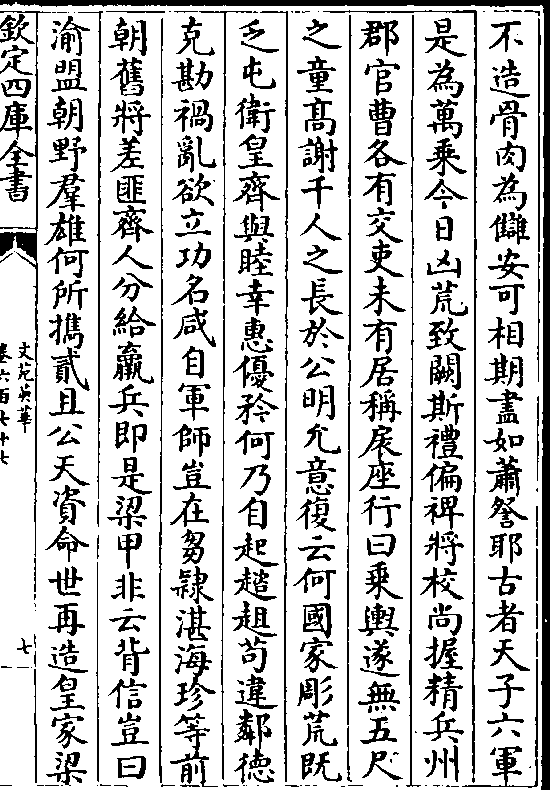 不造骨肉為讎安可相期盡如蕭詧耶古者天子六軍
是為萬乘今日凶荒致闕斯禮偏裨將校尚握精兵州
郡官曹各有交吏未有居稱扆座行曰乘輿遂無五尺
之童髙謝千人之長於公明允意復云何國家彫荒既
乏屯衛皇齊與睦幸惠優矜何乃自起趦趄苟違鄰德
克勘禍亂欲立功名咸自軍師豈在芻隸湛海珍等前
朝舊將差匪齊人分給羸兵即是梁甲非云背信豈曰
渝盟朝野羣雄何所攜貳且公天資命世再造皇家梁
欽定四庫全書
文苑英華
卷六百七十七
七